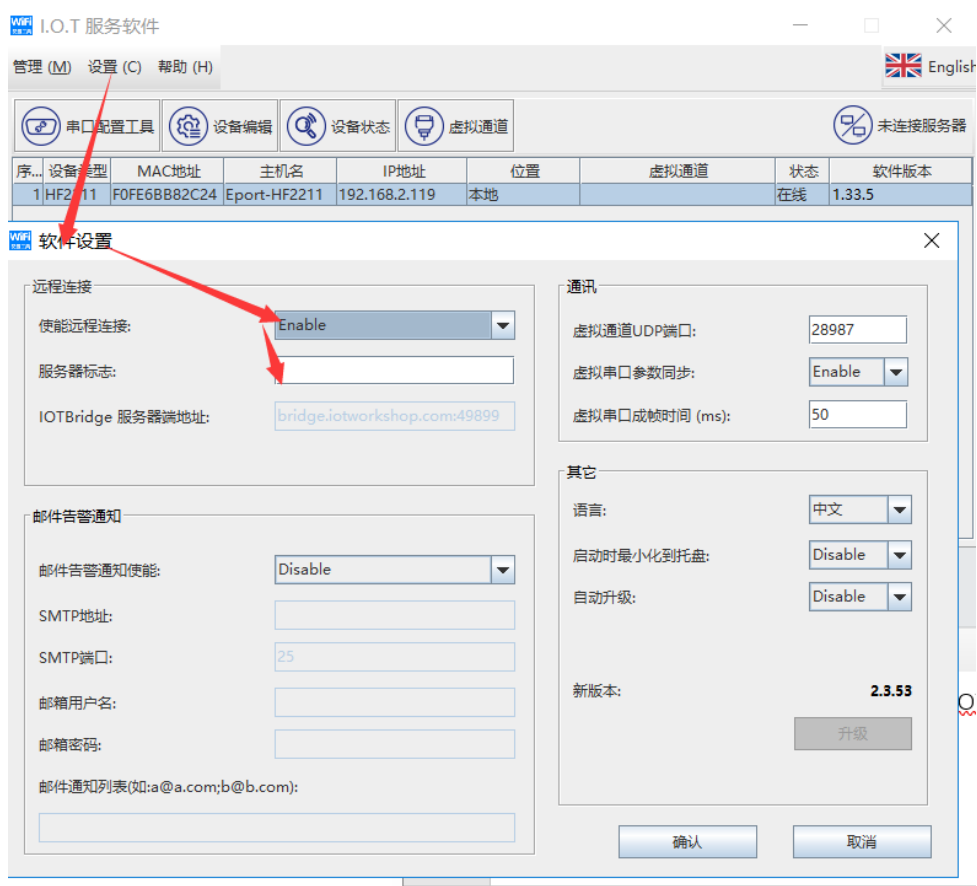 WiFi I.O.T 服务软件
管理 (M) 设置 (C) 帮助 (H) English
串口配置工具 设备编辑 设备状态 虚拟通道 未连接服务器
序... 设备类型 MAC地址 主机名 IP地址 位置 虚拟通道 状态 软件版本
1 HF2211 F0FE6BB82C24 Eport-HF2211 192.168.2.119 本地 在线 1.33.5
WiFi 软件设置
远程连接
使能远程连接: Enable
服务器标志:
IOTBridge 服务器端地址: bridge.iotworkshop.com:49899
通讯
虚拟通道UDP端口: 28987
虚拟串口参数同步: Enable
虚拟串口成帧时间 (ms): 50
邮件告警通知
邮件告警通知使能: Disable
SMTP地址:
SMTP端口: 25
邮箱用户名:
邮箱密码:
邮件通知列表(如:a@a.com;b@b.com):
其它
语言: 中文
启动时最小化到托盘: Disable
自动升级: Disable
新版本: 2.3.53
升级
确认 取消